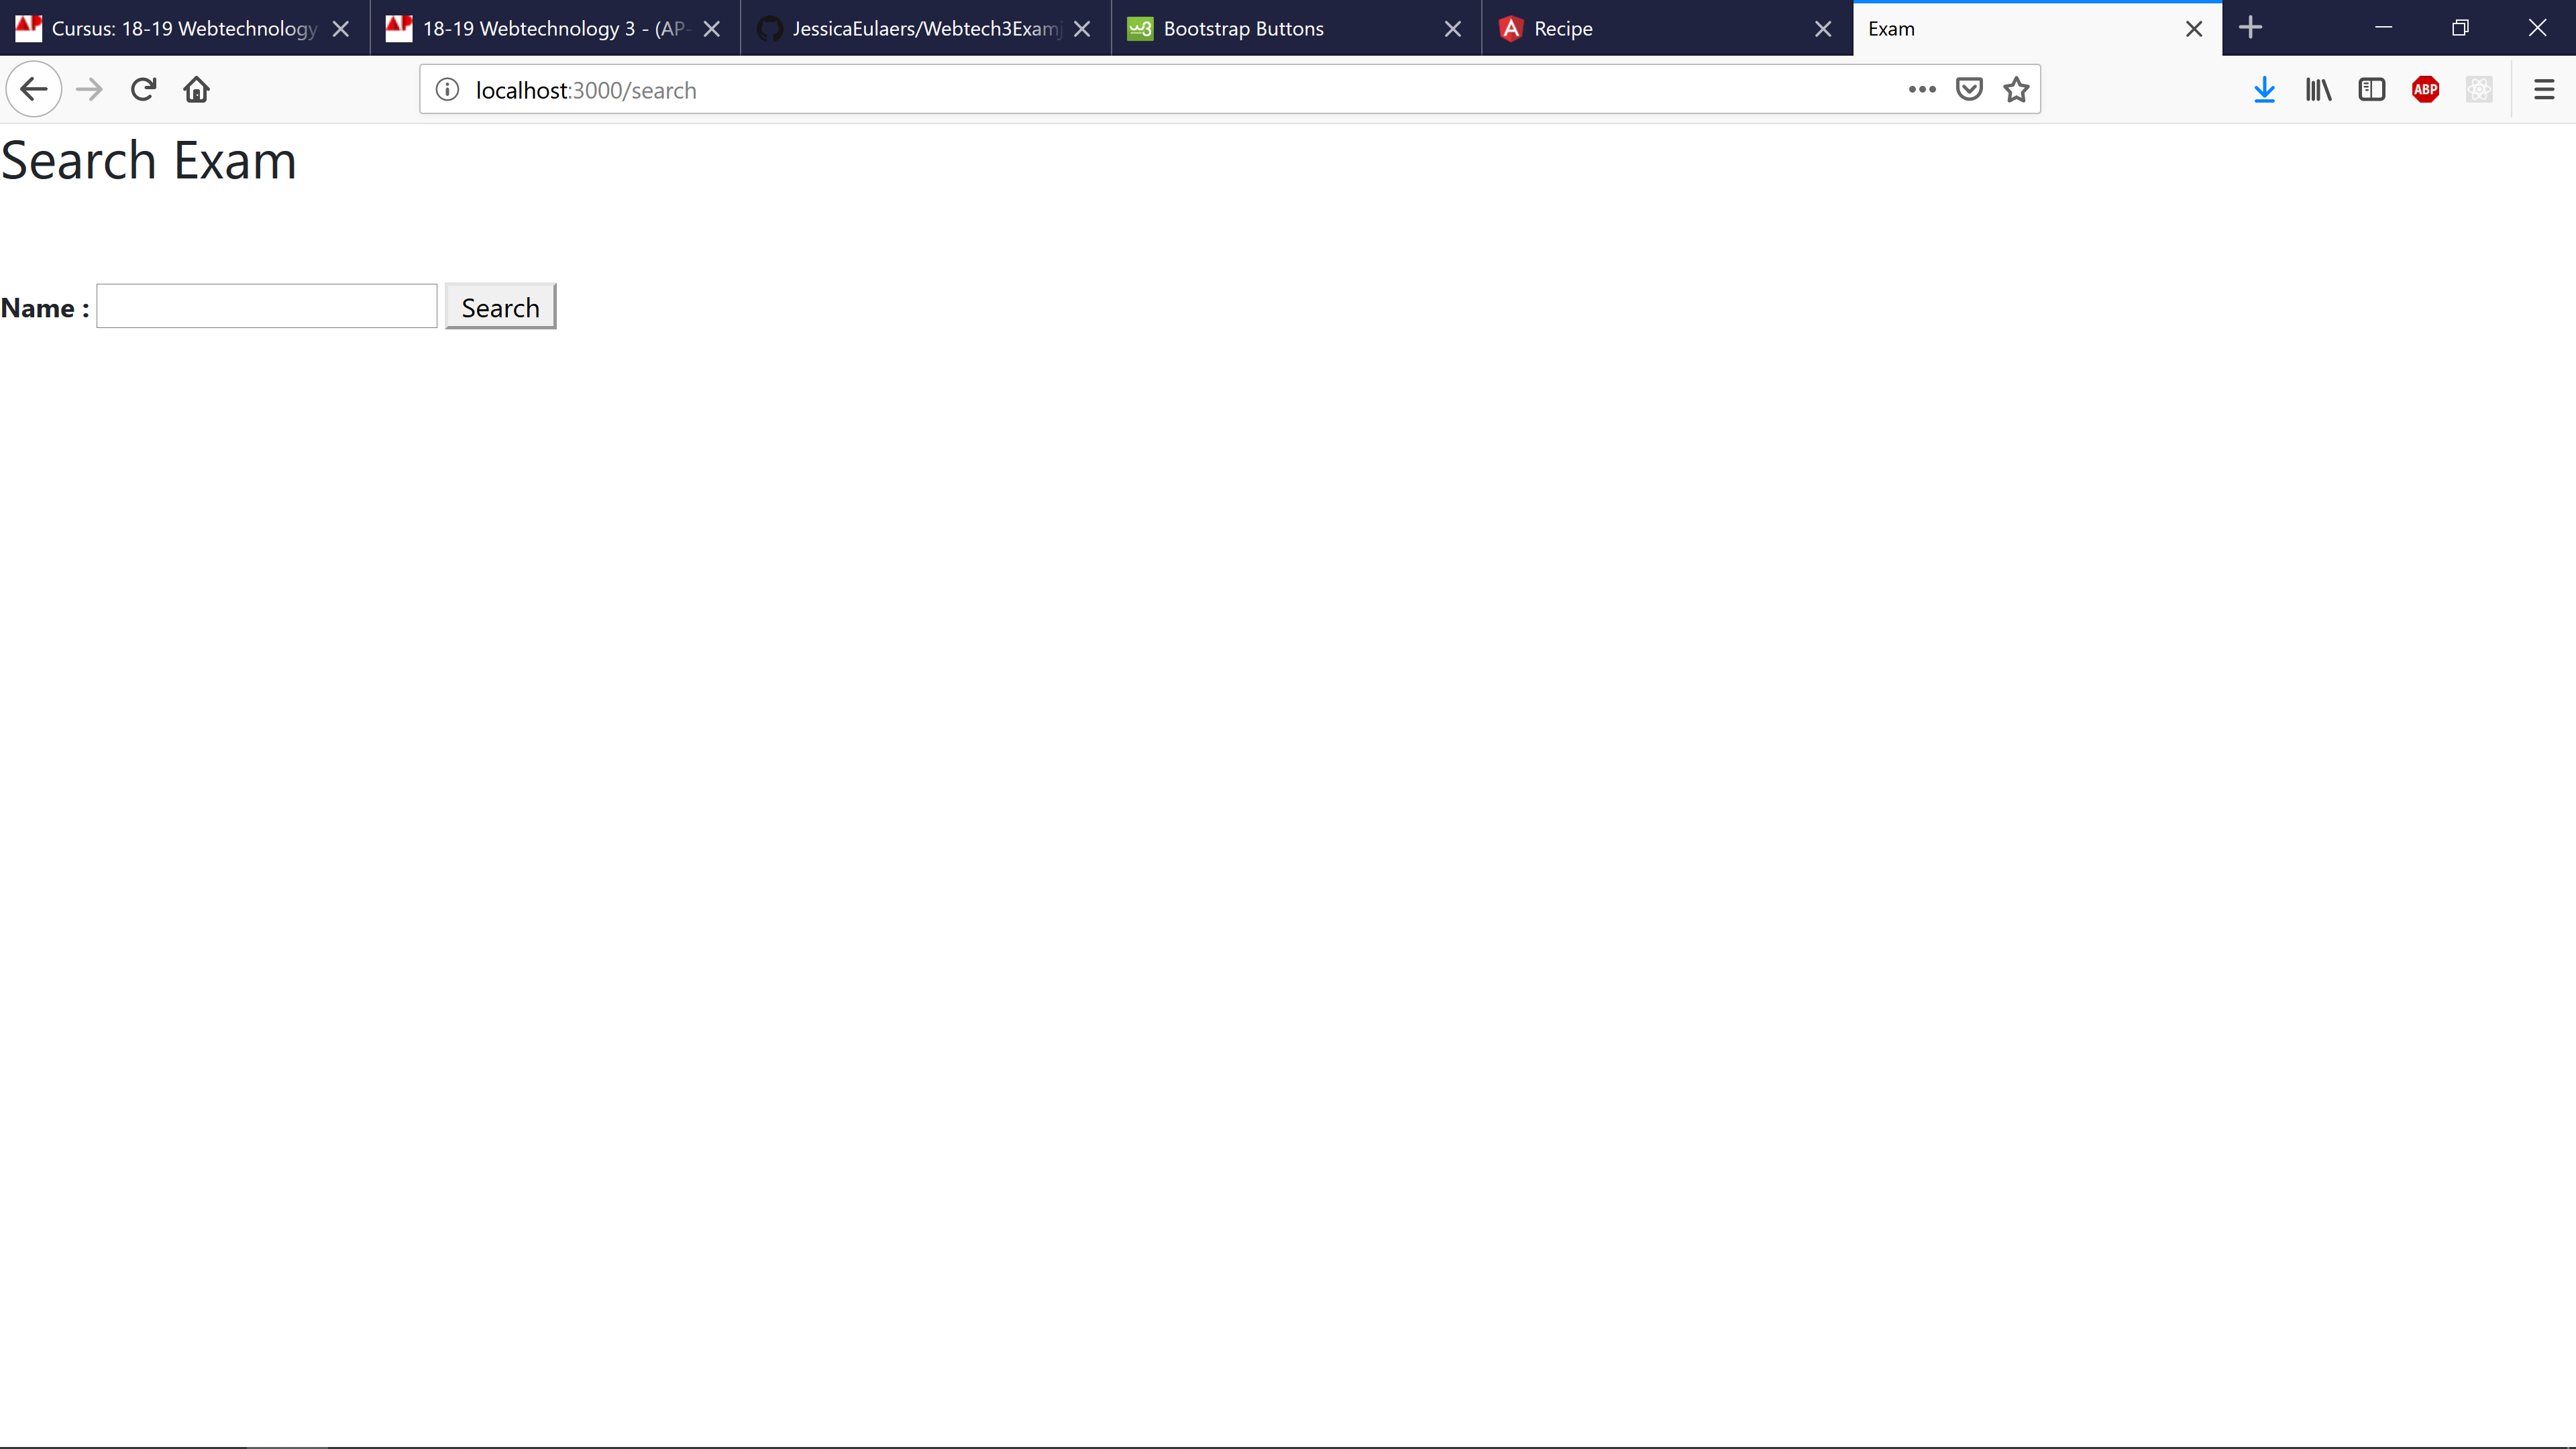 Cursus: 18-19 Webtechnology
18-19 Webtechnology 3 - (AP-
JessicaEulaers/Webtech3Exam
Bootstrap Buttons
Recipe
Exam
localhost:3000/search
ABP
Search Exam
Name :
Search